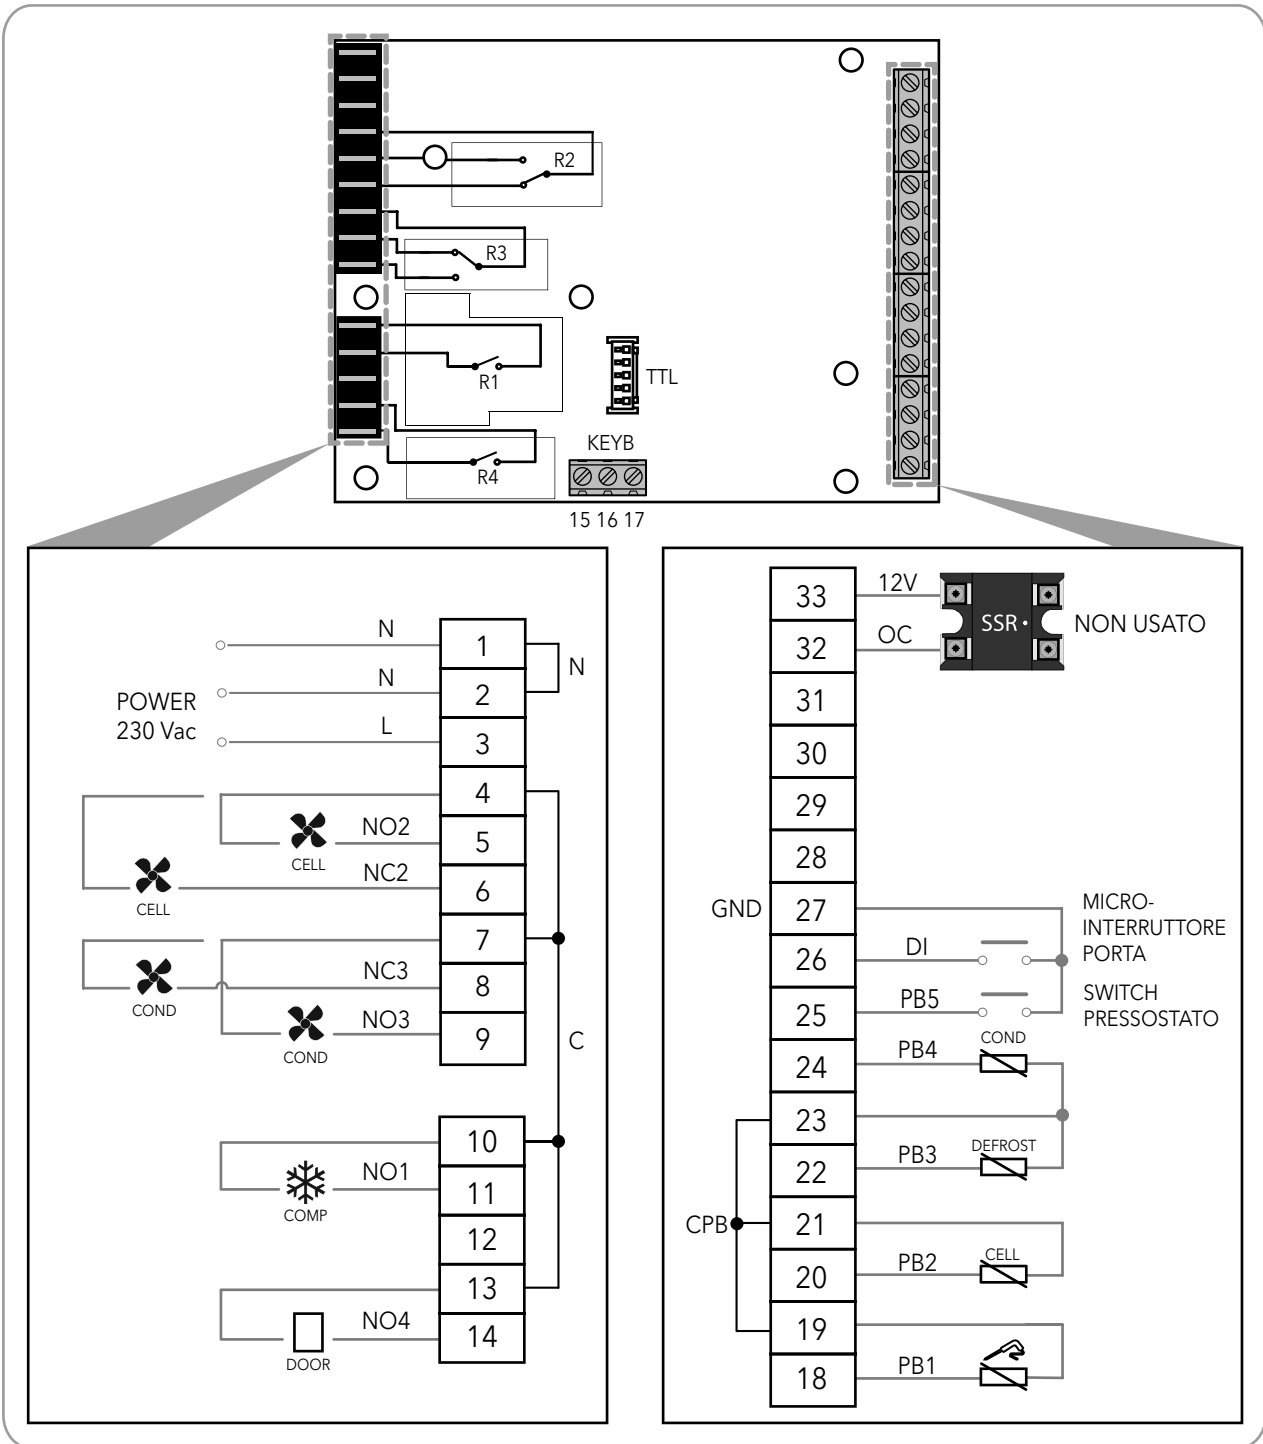 R2
R3
R1
TTL
KEYB
R4
15 16 17
POWER
230 Vac
N
1
N
2
N
L
3
4
NO2
5
CELL
NC2
6
CELL
7
NC3
8
COND
NO3
9
COND
C
10
NO1
11
COMP
12
13
NO4
14
DOOR
33
12V
SSR
NON USATO
32
OC
31
30
29
28
GND
27
MICRO-
INTERRUTTORE
PORTA
26
DI
25
PB5
SWITCH
PRESSOSTATO
COND
24
PB4
23
DEFROST
22
PB3
CPB
21
CELL
20
PB2
19
18
PB1